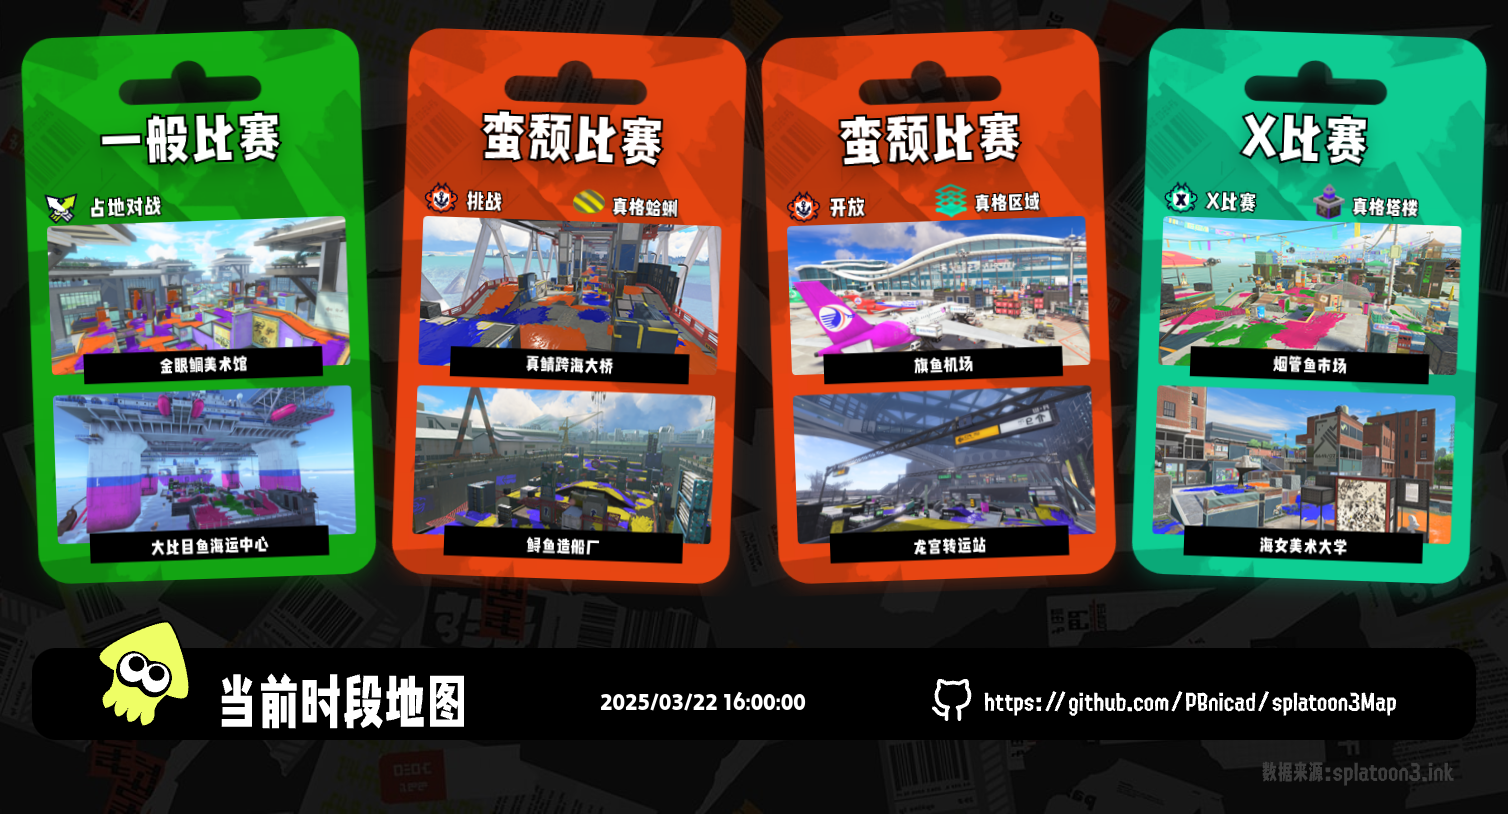 一般比赛
占地对战
金眼鲷美术馆
大比目鱼海运中心
蛮颓比赛
挑战
真格蛤蜊
真鲭跨海大桥
鲟鱼造船厂
蛮颓比赛
开放
真格区域
旗鱼机场
龙宫转运站
X比赛
X比赛
真格塔楼
烟管鱼市场
海女美术大学
当前时段地图
2025/03/22 16:00:00
https://github.com/PBnicad/splatoon3Map
数据来源:splatoon3.ink